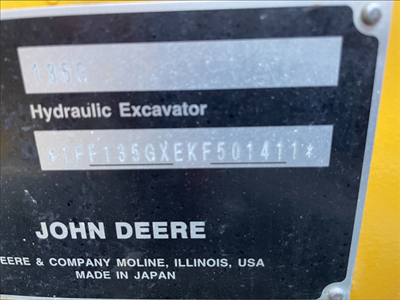 135G
Hydraulic Excavator
*1FF135GXEKF501411*
JOHN DEERE
DEERE & COMPANY MOLINE, ILLINOIS, USA
MADE IN JAPAN